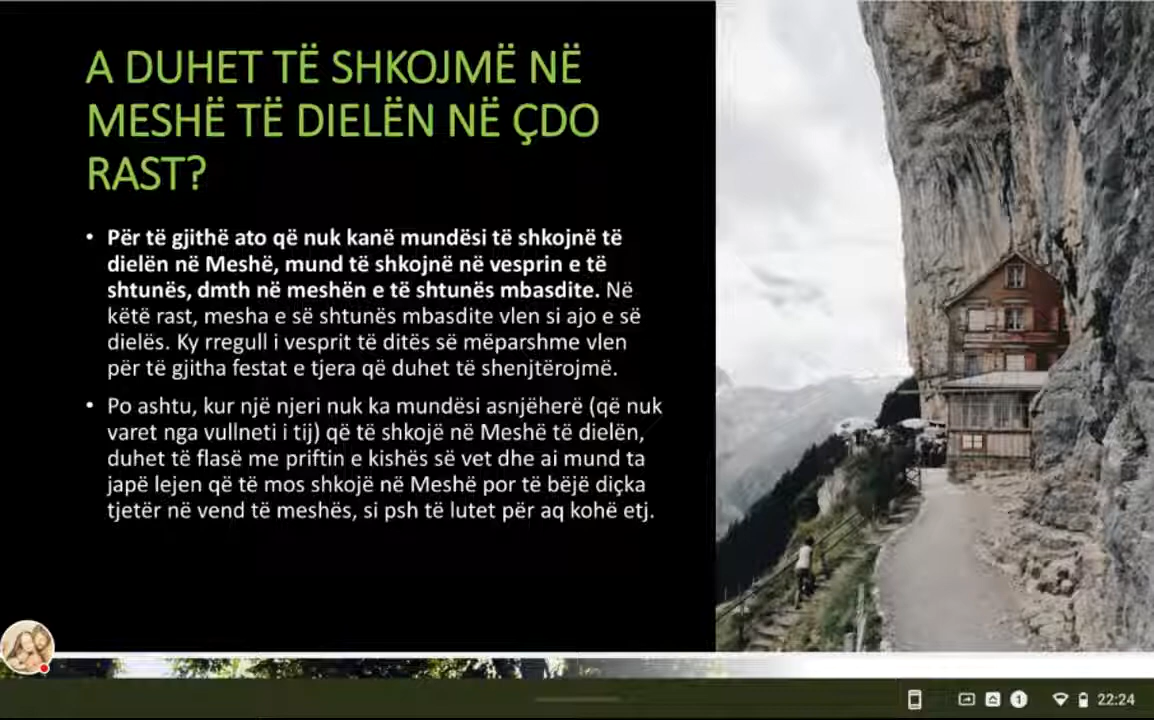 A DUHET TË SHKOJMË NË
MESHË TË DIELËN NË ÇDO
RAST?
• Për të gjithë ato që nuk kanë mundësi të shkojnë të
dielën në Meshë, mund të shkojnë në vesprin e të
shtunës, dmth në meshën e të shtunës mbasdite. Në
këtë rast, mesha e së shtunës mbasdite vlen si ajo e së
dielës. Ky rregull i vesprit të ditës së mëparshme vlen
për të gjitha festat e tjera që duhet të shenjtërojmë.
• Po ashtu, kur një njeri nuk ka mundësi asnjëherë (që nuk
varet nga vullneti i tij) që të shkojë në Meshë të dielën,
duhet të flasë me priftin e kishës së vet dhe ai mund ta
japë lejen që të mos shkojë në Meshë por të bëjë diçka
tjetër në vend të meshës, si psh të lutet për aq kohë etj.
1 22:24